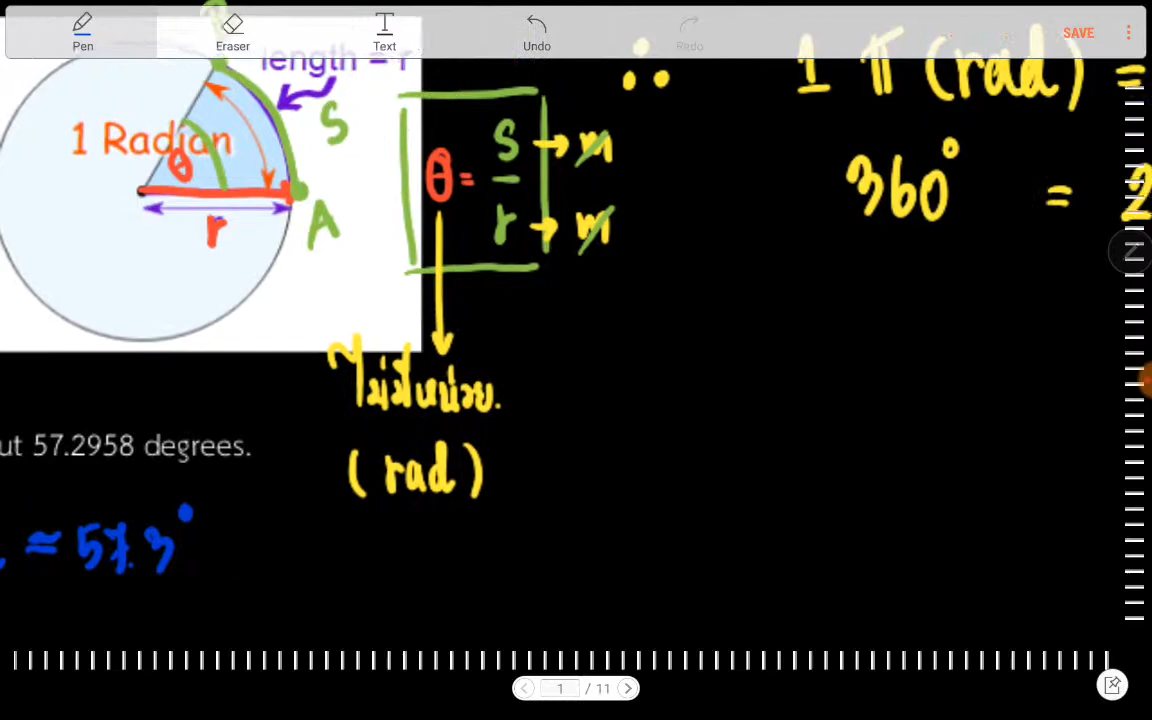 Pen
Eraser
Text
Undo
Redo
SAVE
length = r
S
1 Radian
θ
r
A
θ = s/r
→ m
→ m
ไม่มีหน่วย.
(rad)
∴ 1 π (rad) =
360° = 2
ut 57.2958 degrees.
≈ 57.3°
1 / 11